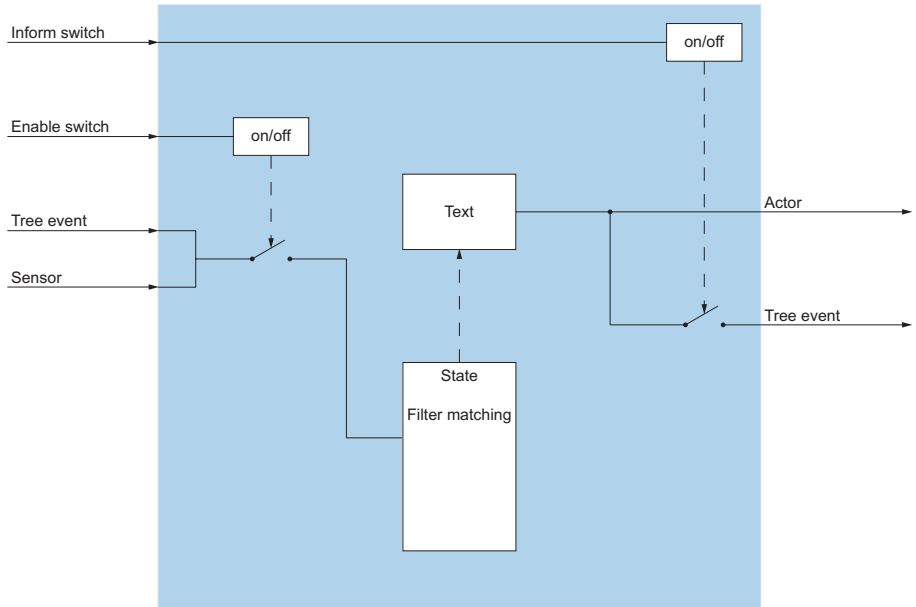 Inform switch
on/off
Enable switch
on/off
Tree event
Text
Actor
Sensor
Tree event
State
Filter matching